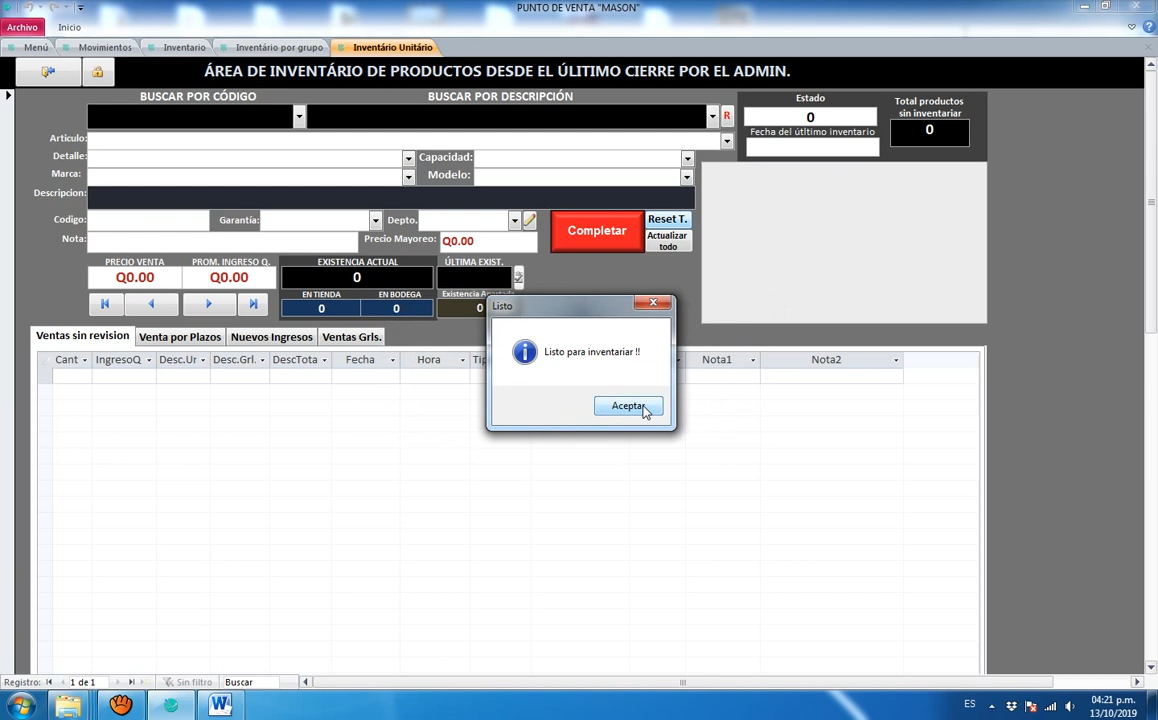 PUNTO DE VENTA "MASON"
Archivo Inicio
Menú Movimientos Inventario Inventário por grupo Inventário Unitário
ÁREA DE INVENTÁRIO DE PRODUCTOS DESDE EL ÚLITIMO CIERRE POR EL ADMIN.
BUSCAR POR CÓDIGO BUSCAR POR DESCRIPCIÓN
R
Estado
0
Fecha del útltimo inventario
Total productos
sin inventariar
0
Articulo:
Detalle: Capacidad:
Marca: Modelo:
Descripcion:
Codigo: Garantía: Depto.
Nota: Precio Mayoreo: Q0.00
Completar
Reset T.
Actualizar
todo
PRECIO VENTA PROM. INGRESO Q. EXISTENCIA ACTUAL ÚLTIMA EXIST.
Q0.00 Q0.00 0
EN TIENDA EN BODEGA
0 0 0
Listo
Listo para inventariar !!
Aceptar
Ventas sin revision Venta por Plazos Nuevos Ingresos Ventas Grls.
Cant IngresoQ Desc.Ur Desc.Grl. DescTota Fecha Hora Tip Nota1 Nota2
Registro: 1 de 1 Sin filtro Buscar
ES 04:21 p.m.
13/10/2019